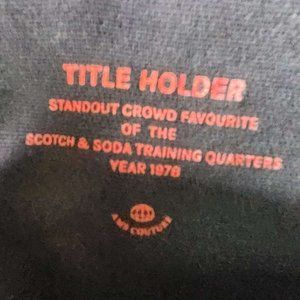 TITLE HOLDER
STANDOUT CROWD FAVOURITE
OF THE
SCOTCH & SODA TRAINING QUARTERS
YEAR 1978
AMS COUTURE